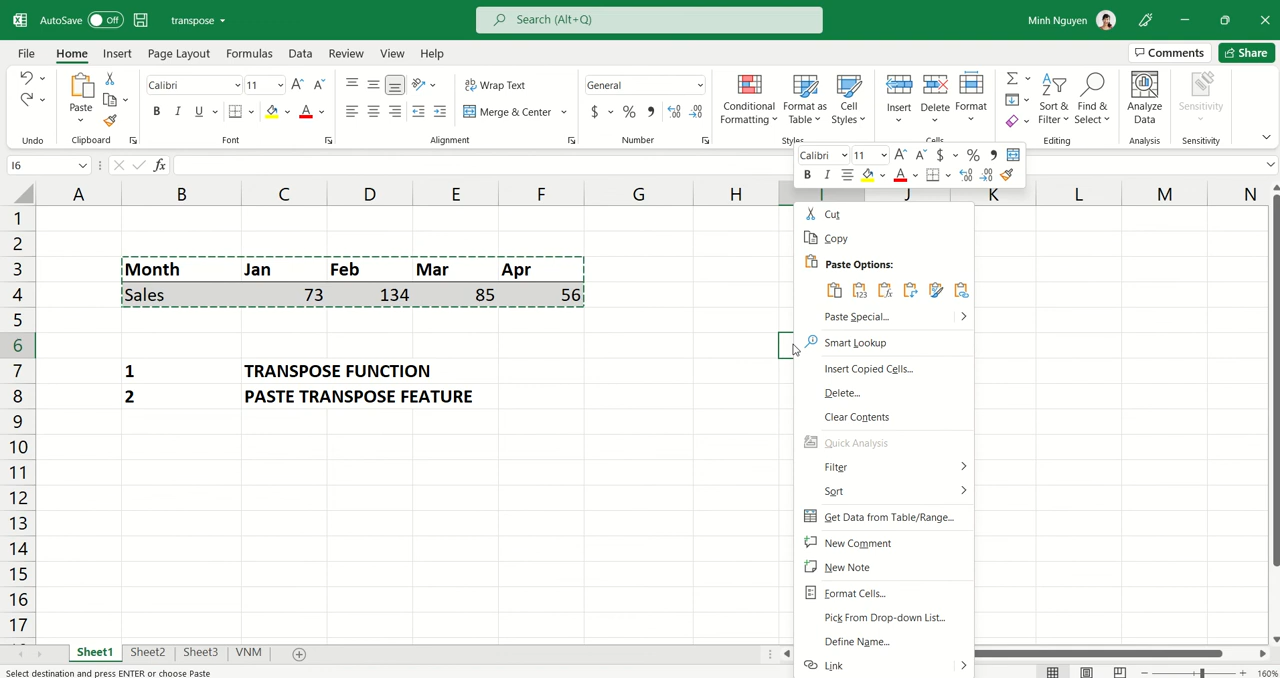 AutoSave Off transpose Search (Alt+Q) Minh Nguyen
File Home Insert Page Layout Formulas Data Review View Help Comments Share
Paste Calibri 11 Wrap Text General Conditional Formatting Format as Table Cell Styles Insert Delete Format Sort & Filter Find & Select Analyze Data Sensitivity
B I U A Merge & Center $ % ,
Undo Clipboard Font Alignment Number Styles Cells Editing Analysis Sensitivity
Calibri 11 $ % ,
B I A
I6 fx
A B C D E F G H I J K L M N
1
2
3 Month Jan Feb Mar Apr
4 Sales 73 134 85 56
5
6
7 1 TRANSPOSE FUNCTION
8 2 PASTE TRANSPOSE FEATURE
9
10
11
12
13
14
15
16
17
Cut
Copy
Paste Options:
Paste Special...
Smart Lookup
Insert Copied Cells...
Delete...
Clear Contents
Quick Analysis
Filter
Sort
Get Data from Table/Range...
New Comment
New Note
Format Cells...
Pick From Drop-down List...
Define Name...
Link
Sheet1 Sheet2 Sheet3 VNM
Select destination and press ENTER or choose Paste 160%